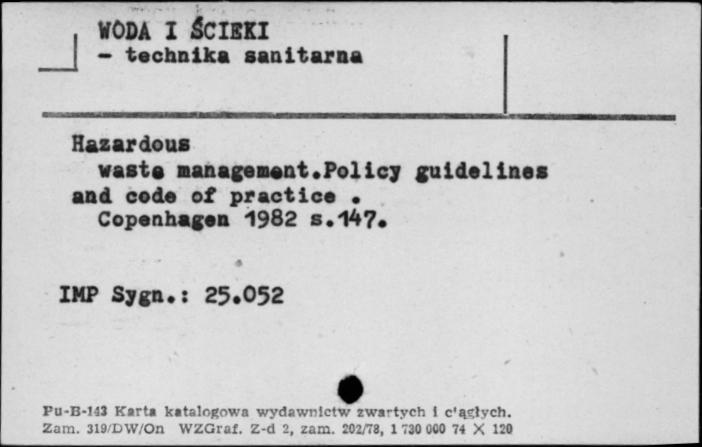 WODA I ŚCIEKI
- technika sanitarna
Hazardous
waste management.Policy guidelines
and code of practice .
Copenhagen 1982 s.147.
IMP Sygn.: 25.052
Pu-B-143 Karta katalogowa wydawnictw zwartych i c'ągłych.
Zam. 319/DW/On WZGraf. Z-d 2, zam. 202/78, 1 730 000 74 X 120